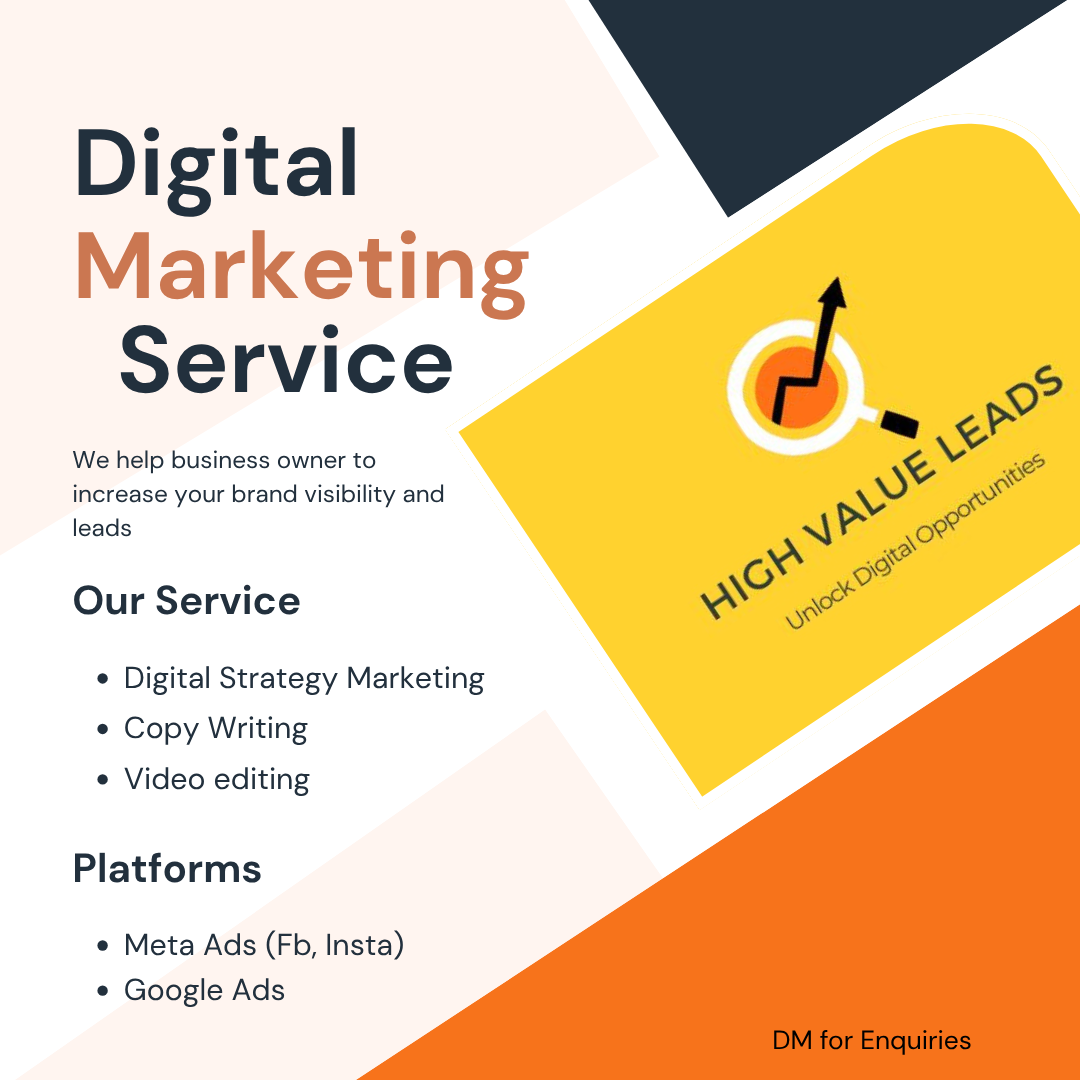 Digital
Marketing
Service
We help business owner to
increase your brand visibility and
leads
Our Service
• Digital Strategy Marketing
• Copy Writing
• Video editing
Platforms
• Meta Ads (Fb, Insta)
• Google Ads
HIGH VALUE LEADS
Unlock Digital Opportunities
DM for Enquiries